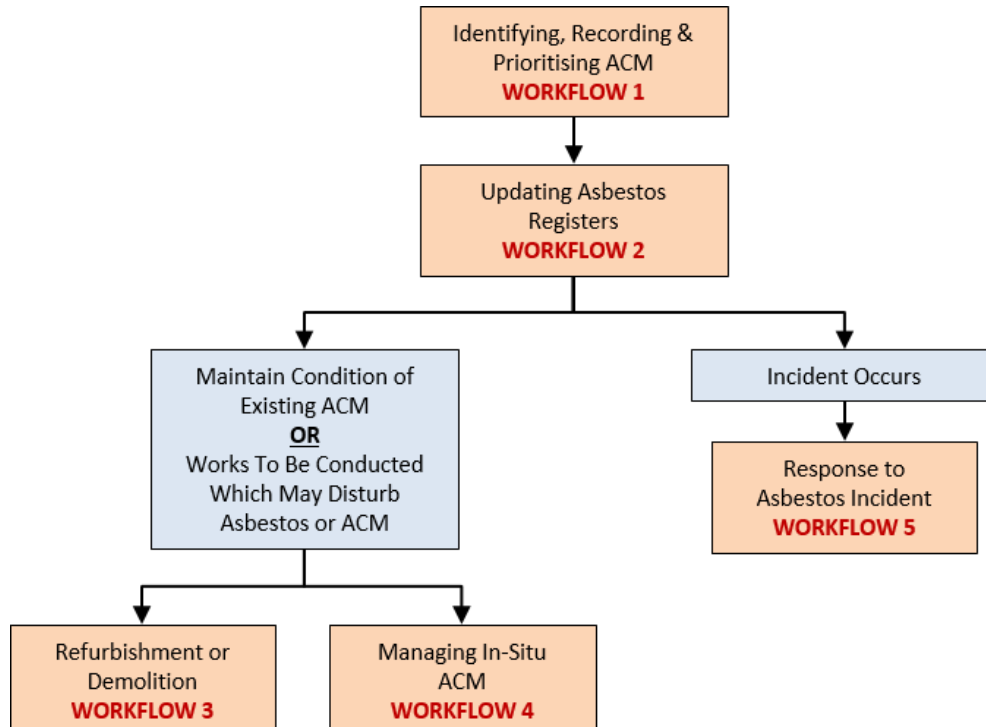 Identifying, Recording &
Prioritising ACM
WORKFLOW 1
Updating Asbestos
Registers
WORKFLOW 2
Maintain Condition of
Existing ACM
OR
Works To Be Conducted
Which May Disturb
Asbestos or ACM
Incident Occurs
Response to
Asbestos Incident
WORKFLOW 5
Refurbishment or
Demolition
WORKFLOW 3
Managing In-Situ
ACM
WORKFLOW 4